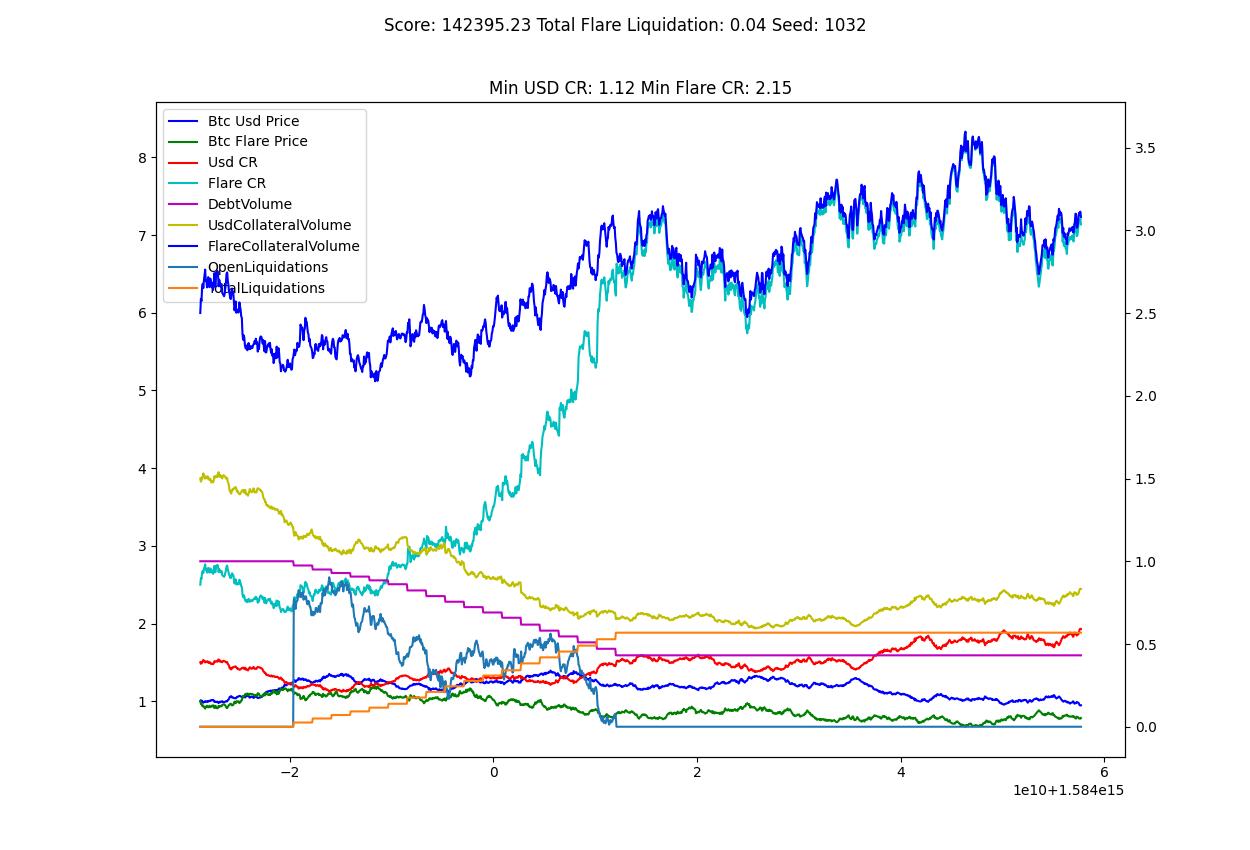 Score: 142395.23 Total Flare Liquidation: 0.04 Seed: 1032
Min USD CR: 1.12 Min Flare CR: 2.15
Btc Usd Price
Btc Flare Price
Usd CR
Flare CR
DebtVolume
UsdCollateralVolume
FlareCollateralVolume
OpenLiquidations
TotalLiquidations
8
7
6
5
4
3
2
1
3.5
3.0
2.5
2.0
1.5
1.0
0.5
0.0
−2 0 2 4 6
1e10+1.584e15